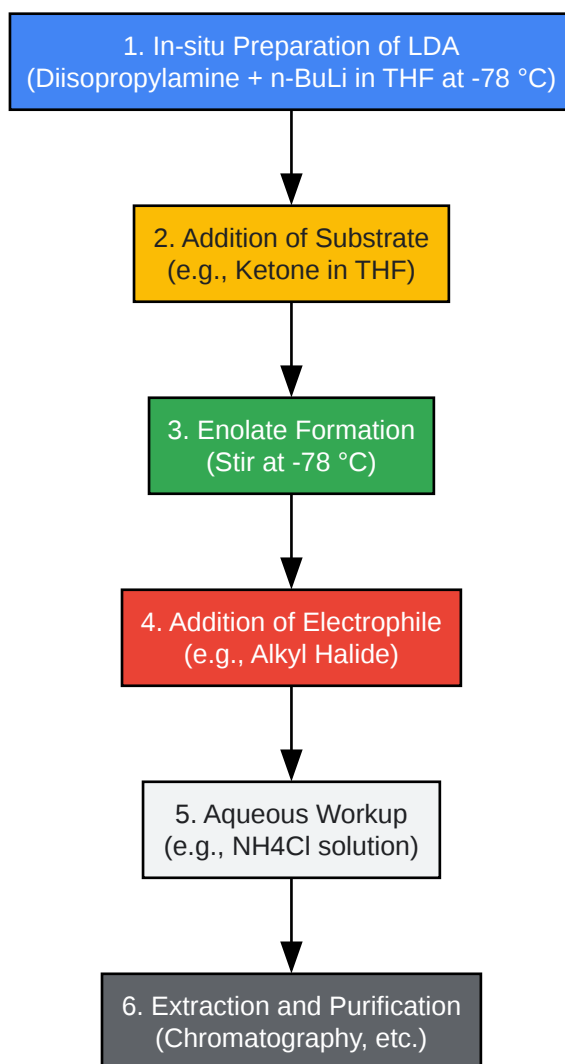 1. In-situ Preparation of LDA
(Diisopropylamine + n-BuLi in THF at -78 °C)
2. Addition of Substrate
(e.g., Ketone in THF)
3. Enolate Formation
(Stir at -78 °C)
4. Addition of Electrophile
(e.g., Alkyl Halide)
5. Aqueous Workup
(e.g., NH4Cl solution)
6. Extraction and Purification
(Chromatography, etc.)